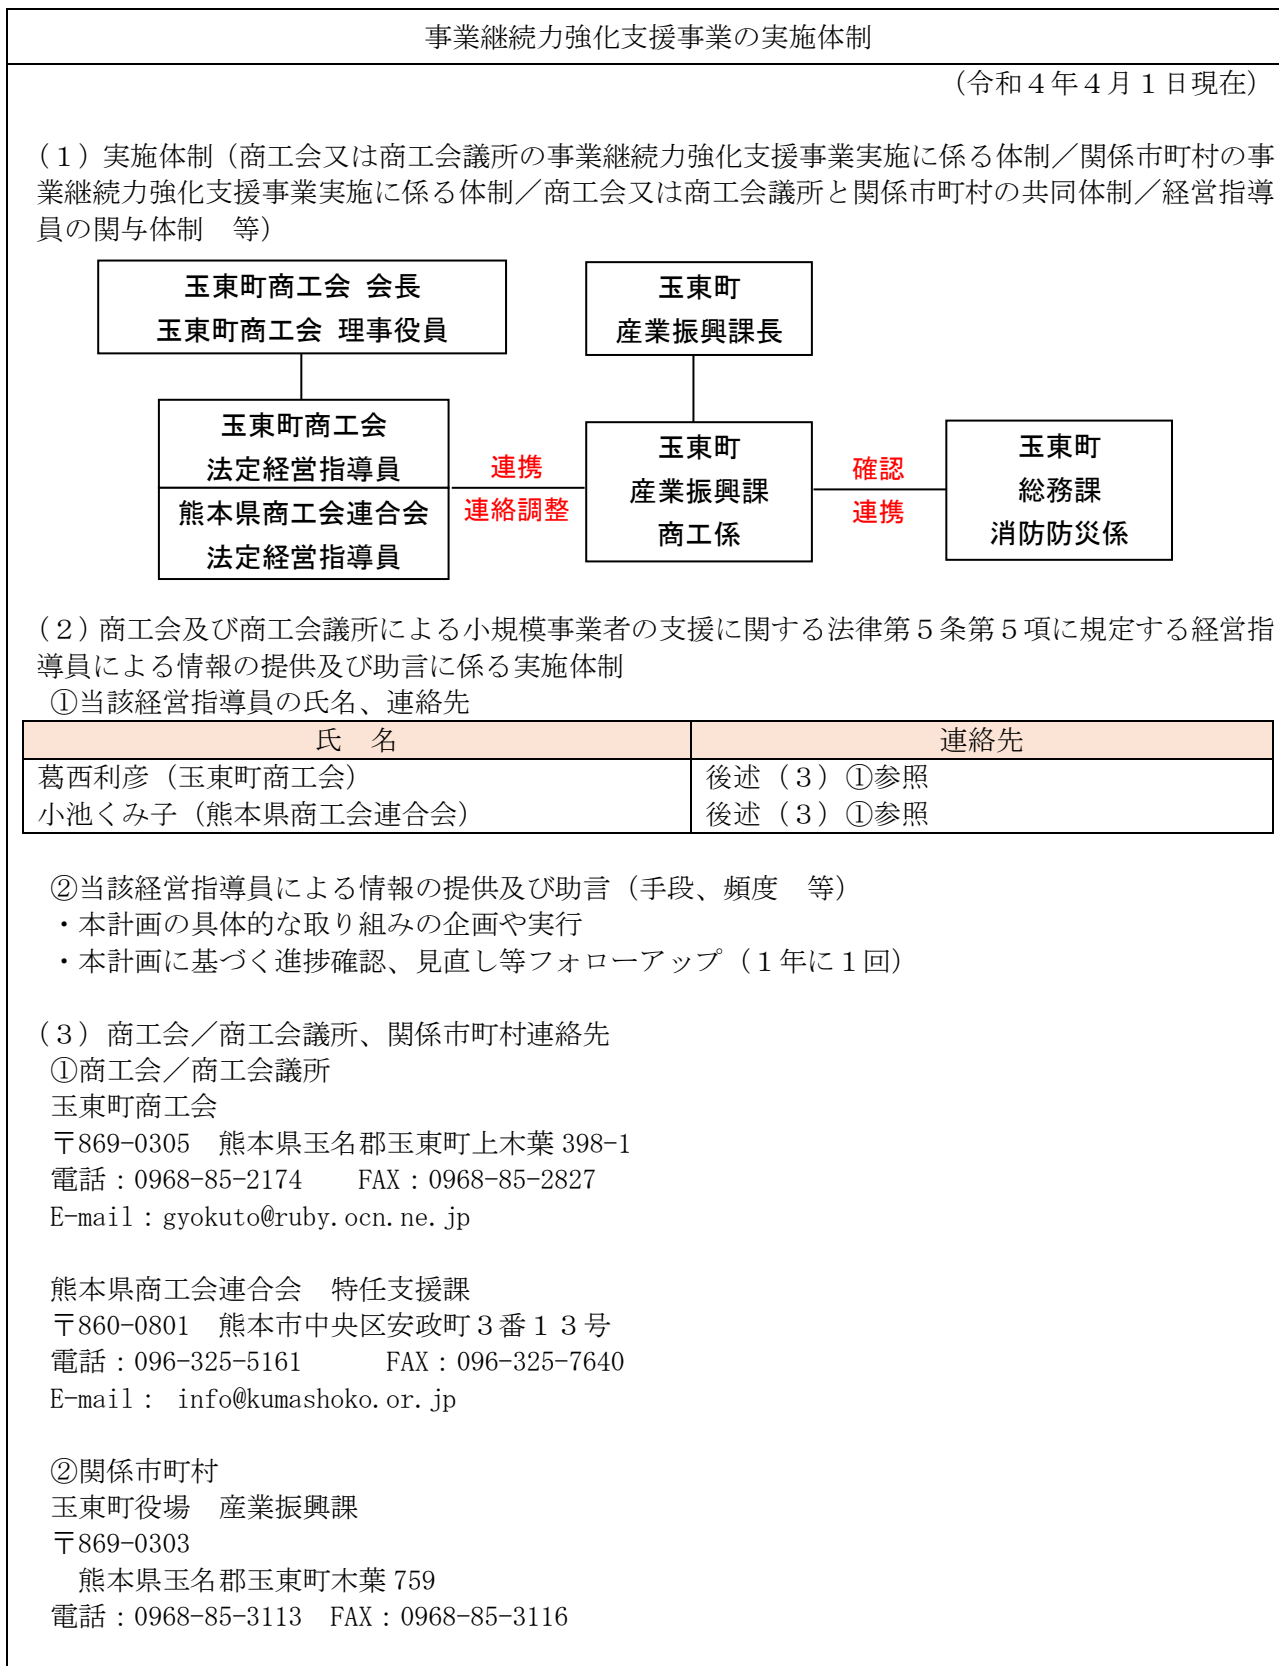 事業継続力強化支援事業の実施体制
（令和４年４月１日現在）
（１）実施体制（商工会又は商工会議所の事業継続力強化支援事業実施に係る体制／関係市町村の事
業継続力強化支援事業実施に係る体制／商工会又は商工会議所と関係市町村の共同体制／経営指導
員の関与体制　等）
玉東町商工会 会長
玉東町商工会 理事役員
玉東町
産業振興課長
玉東町商工会
法定経営指導員
熊本県商工会連合会
法定経営指導員
連携
連絡調整
玉東町
産業振興課
商工係
確認
連携
玉東町
総務課
消防防災係
（２）商工会及び商工会議所による小規模事業者の支援に関する法律第５条第５項に規定する経営指
導員による情報の提供及び助言に係る実施体制
①当該経営指導員の氏名、連絡先
氏　名　連絡先
葛西利彦（玉東町商工会）　後述（３）①参照
小池くみ子（熊本県商工会連合会）　後述（３）①参照
②当該経営指導員による情報の提供及び助言（手段、頻度　等）
・本計画の具体的な取り組みの企画や実行
・本計画に基づく進捗確認、見直し等フォローアップ（１年に１回）
（３）商工会／商工会議所、関係市町村連絡先
①商工会／商工会議所
玉東町商工会
〒869-0305　熊本県玉名郡玉東町上木葉 398-1
電話：0968-85-2174　　FAX：0968-85-2827
E-mail：gyokuto@ruby.ocn.ne.jp
熊本県商工会連合会　特任支援課
〒860-0801　熊本市中央区安政町３番１３号
電話：096-325-5161　　　FAX：096-325-7640
E-mail： info@kumashoko.or.jp
②関係市町村
玉東町役場　産業振興課
〒869-0303
熊本県玉名郡玉東町木葉 759
電話：0968-85-3113　FAX：0968-85-3116